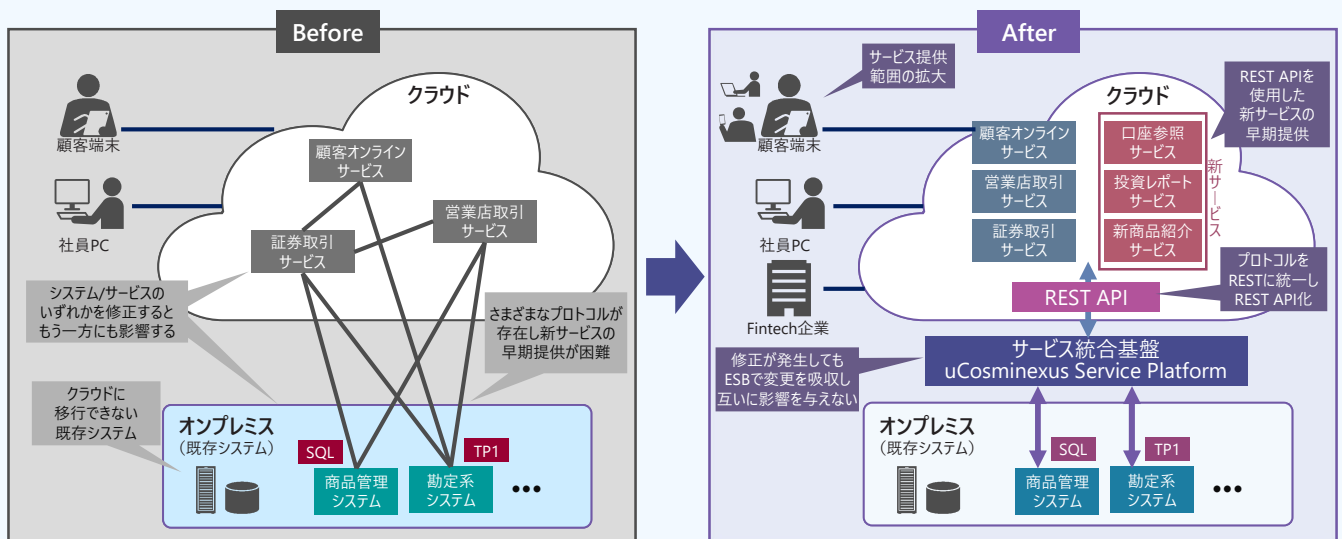 Before
クラウド
顧客端末
顧客オンライン
サービス
営業店取引
サービス
社員PC
証券取引
サービス
システム/サービスの
いずれかを修正すると
もう一方にも影響する
さまざまなプロトコルが
存在し新サービスの
早期提供が困難
クラウドに
移行できない
既存システム
オンプレミス
(既存システム)
SQL
TP1
商品管理
システム
勘定系
システム
•••
After
サービス提供
範囲の拡大
REST APIを
使用した
新サービスの
早期提供
クラウド
顧客端末
顧客オンライン
サービス
口座参照
サービス
営業店取引
サービス
投資レポート
サービス
新サービス
社員PC
証券取引
サービス
新商品紹介
サービス
プロトコルを
RESTに統一し
REST API化
REST API
Fintech企業
修正が発生しても
ESBで変更を吸収し
互いに影響を与えない
サービス統合基盤
uCosminexus Service Platform
オンプレミス
(既存システム)
SQL
TP1
商品管理
システム
勘定系
システム
•••